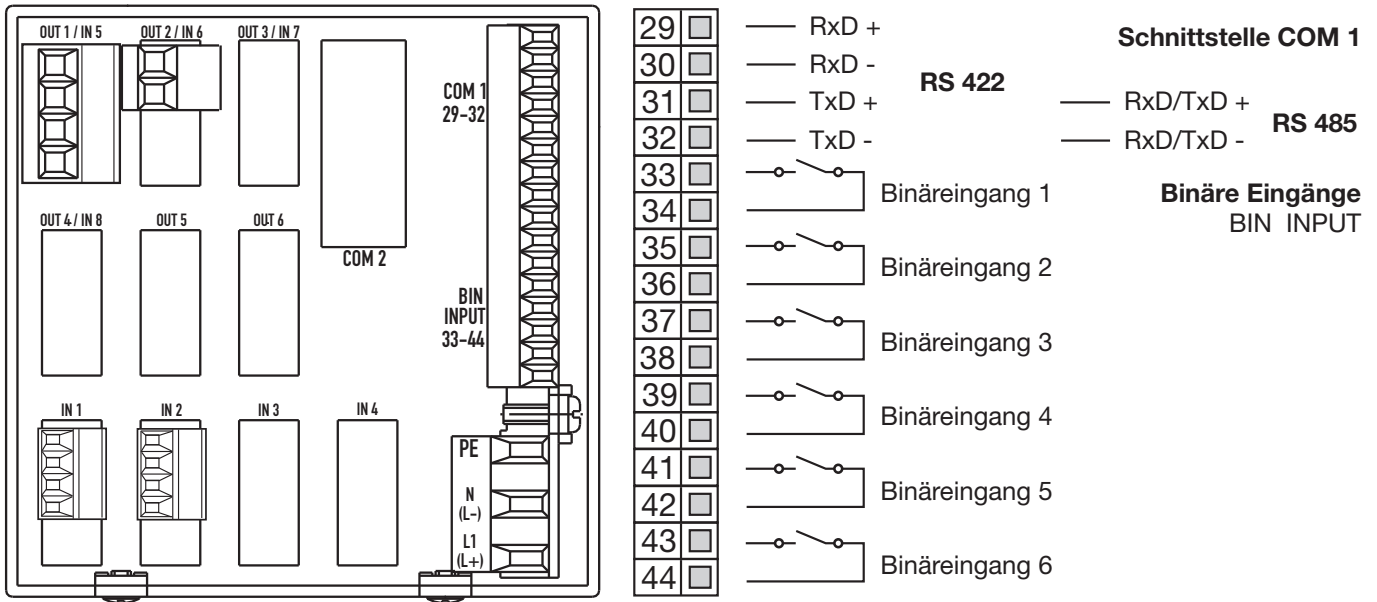 OUT 1 / IN 5
OUT 2 / IN 6
OUT 3 / IN 7
COM 1
29-32
OUT 4 / IN 8
OUT 5
OUT 6
COM 2
BIN
INPUT
33-44
IN 1
IN 2
IN 3
IN 4
PE
N
(L-)
L1
(L+)
29 RxD +
30 RxD -
31 TxD +
32 TxD -
RS 422
Schnittstelle COM 1
RxD/TxD +
RxD/TxD -
RS 485
Binäre Eingänge
BIN INPUT
33
34
Binäreingang 1
35
36
Binäreingang 2
37
38
Binäreingang 3
39
40
Binäreingang 4
41
42
Binäreingang 5
43
44
Binäreingang 6